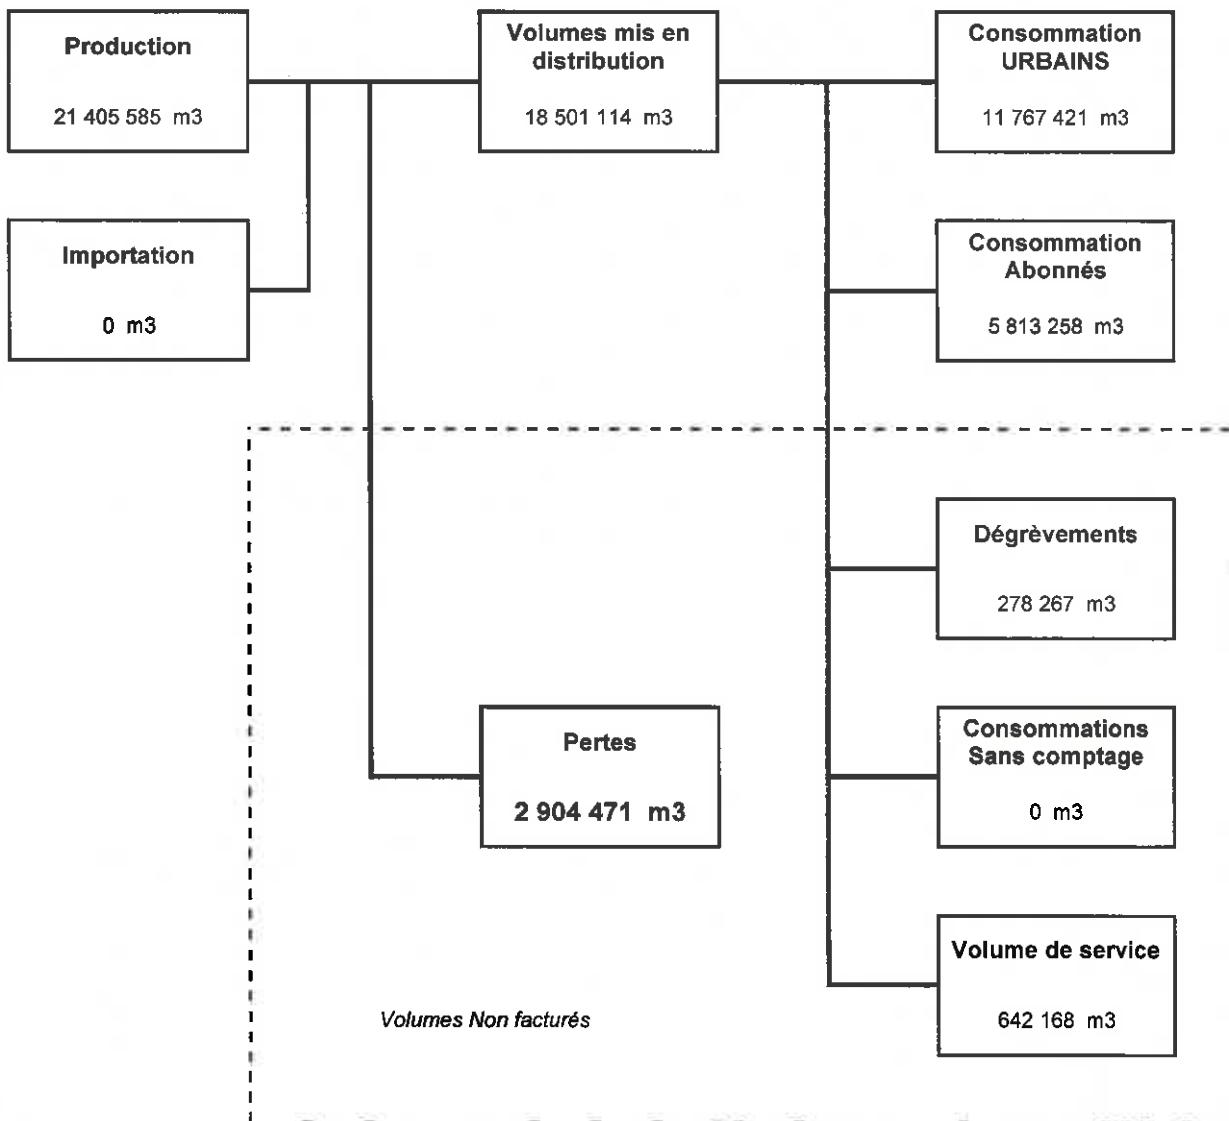 Production
21 405 585 m3
Volumes mis en
distribution
18 501 114 m3
Consommation
URBAINS
11 767 421 m3
Importation
0 m3
Consommation
Abonnés
5 813 258 m3
Dégrèvements
278 267 m3
Pertes
2 904 471 m3
Consommations
Sans comptage
0 m3
Volume de service
642 168 m3
Volumes Non facturés